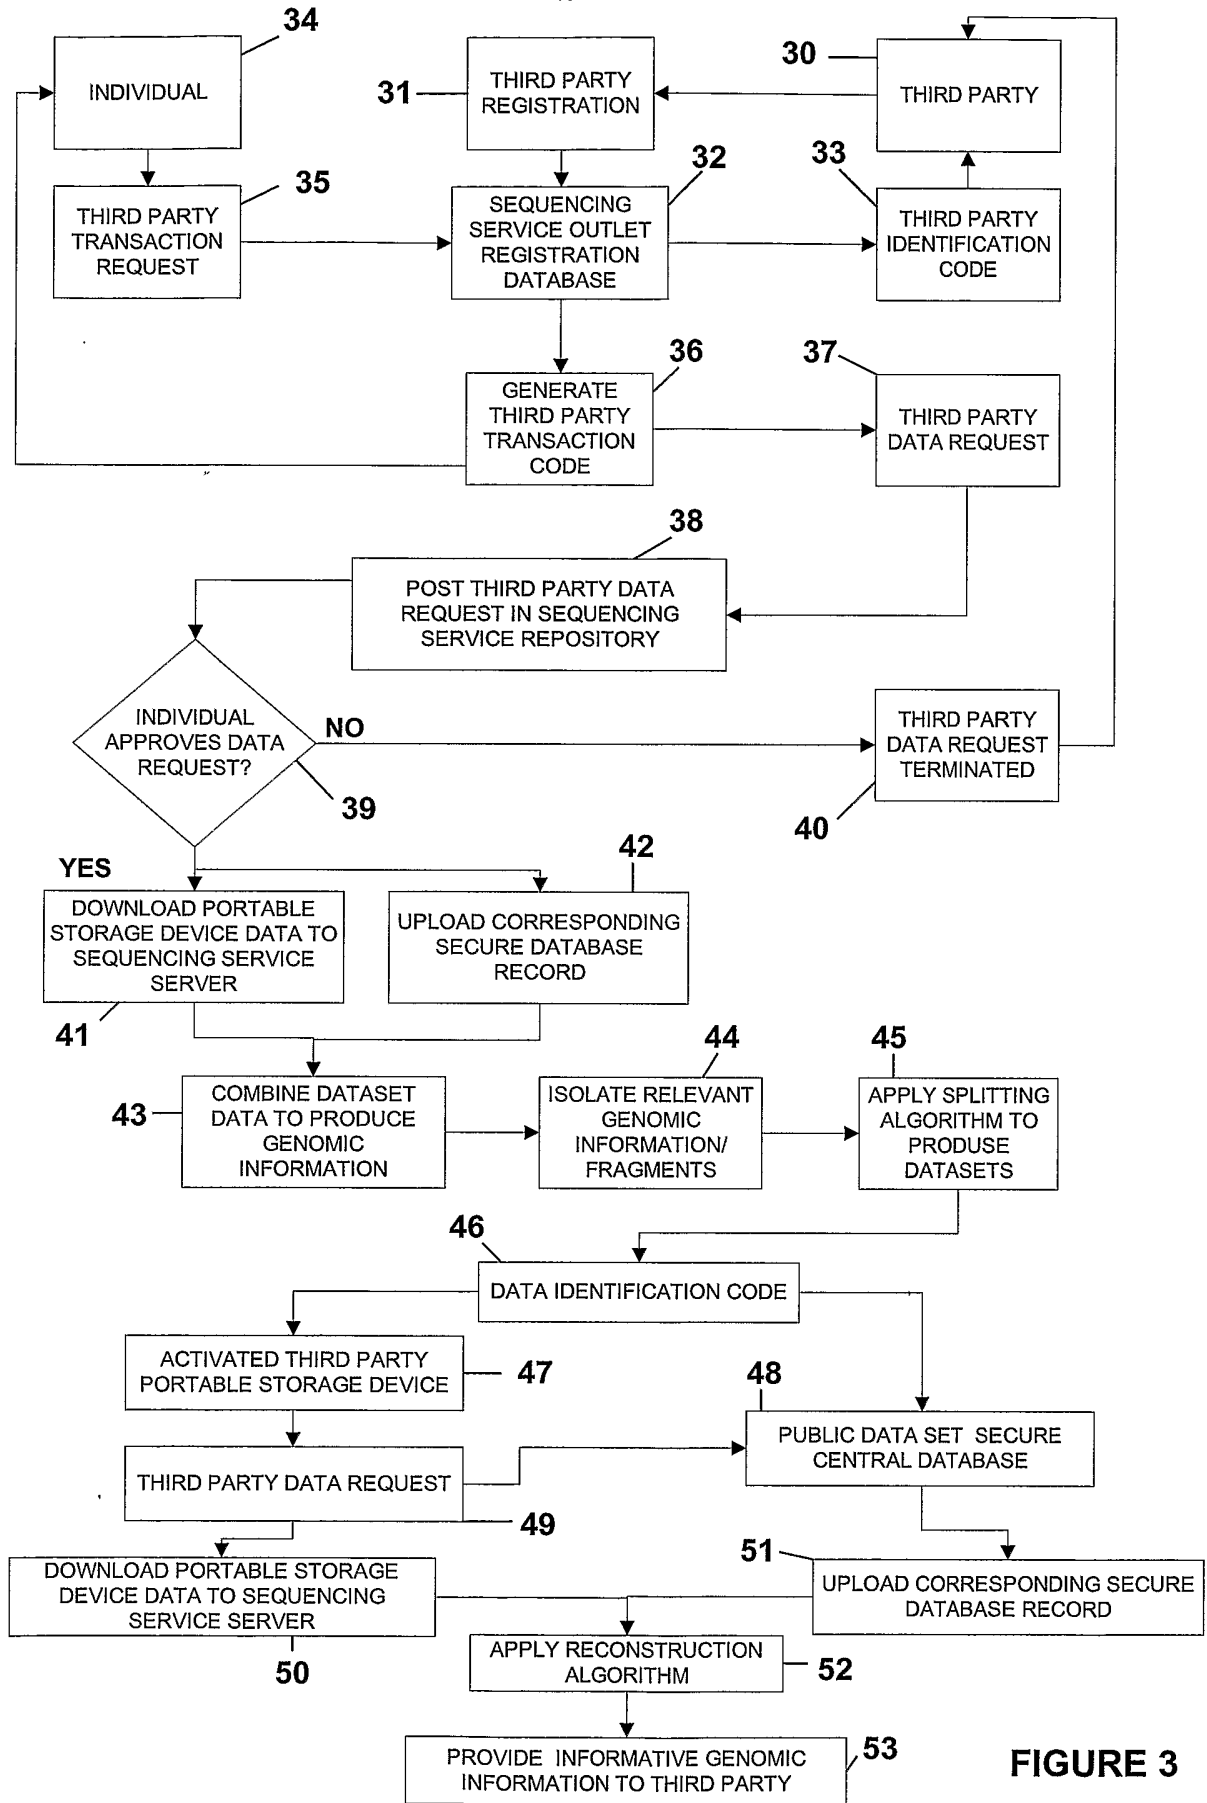 34
INDIVIDUAL
31
THIRD PARTY
REGISTRATION
30
THIRD PARTY
35
THIRD PARTY
TRANSACTION
REQUEST
32
SEQUENCING
SERVICE OUTLET
REGISTRATION
DATABASE
33
THIRD PARTY
IDENTIFICATION
CODE
36
GENERATE
THIRD PARTY
TRANSACTION
CODE
37
THIRD PARTY
DATA REQUEST
38
POST THIRD PARTY DATA
REQUEST IN SEQUENCING
SERVICE REPOSITORY
INDIVIDUAL
APPROVES DATA
REQUEST?
NO
39
THIRD PARTY
DATA REQUEST
TERMINATED
40
YES
DOWNLOAD PORTABLE
STORAGE DEVICE DATA TO
SEQUENCING SERVICE
SERVER
41
42
UPLOAD CORRESPONDING
SECURE DATABASE
RECORD
43
COMBINE DATASET
DATA TO PRODUCE
GENOMIC
INFORMATION
44
ISOLATE RELEVANT
GENOMIC
INFORMATION/
FRAGMENTS
45
APPLY SPLITTING
ALGORITHM TO
PRODUSE
DATASETS
46
DATA IDENTIFICATION CODE
ACTIVATED THIRD PARTY
PORTABLE STORAGE DEVICE
47
48
PUBLIC DATA SET SECURE
CENTRAL DATABASE
THIRD PARTY DATA REQUEST
49
DOWNLOAD PORTABLE STORAGE
DEVICE DATA TO SEQUENCING
SERVICE SERVER
50
51
UPLOAD CORRESPONDING SECURE
DATABASE RECORD
APPLY RECONSTRUCTION
ALGORITHM
52
PROVIDE INFORMATIVE GENOMIC
INFORMATION TO THIRD PARTY
53
FIGURE 3